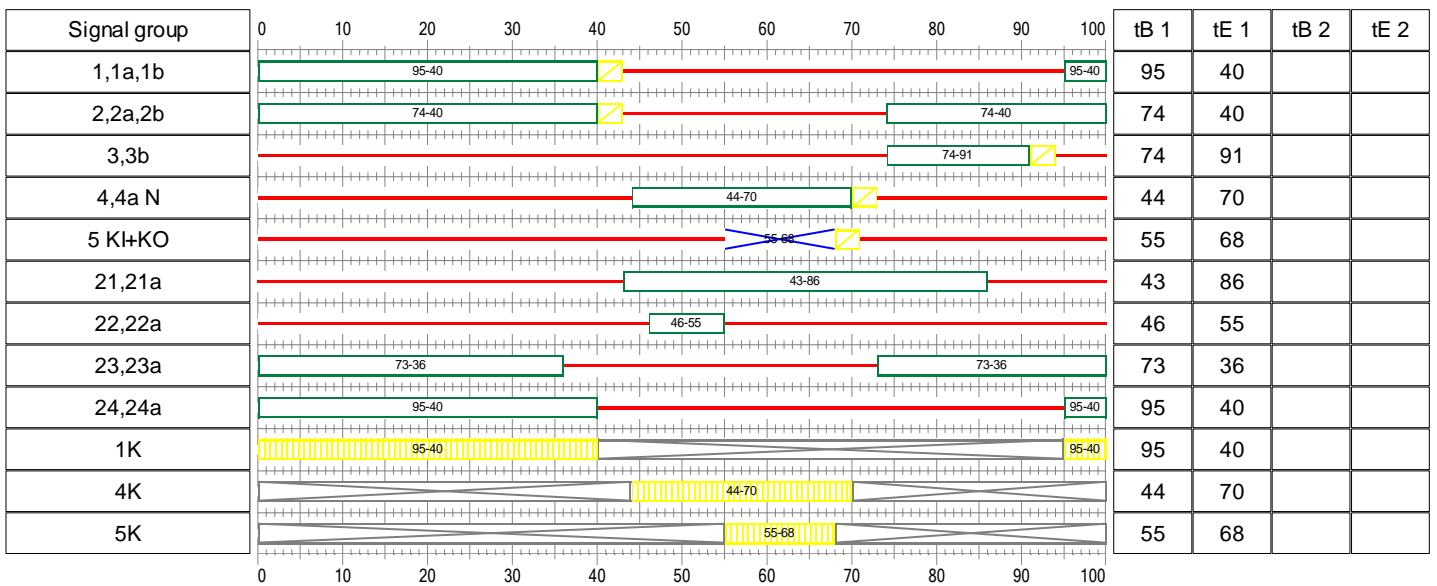 Signal group 0 10 20 30 40 50 60 70 80 90 100 tB 1 tE 1 tB 2 tE 2
1,1a,1b 95-40 95-40 95 40
2,2a,2b 74-40 74-40 74 40
3,3b 74-91 74 91
4,4a N 44-70 44 70
5 KI+KO 55-68 55 68
21,21a 43-86 43 86
22,22a 46-55 46 55
23,23a 73-36 73-36 73 36
24,24a 95-40 95-40 95 40
1K 95-40 95-40 95 40
4K 44-70 44 70
5K 55-68 55 68
0 10 20 30 40 50 60 70 80 90 100